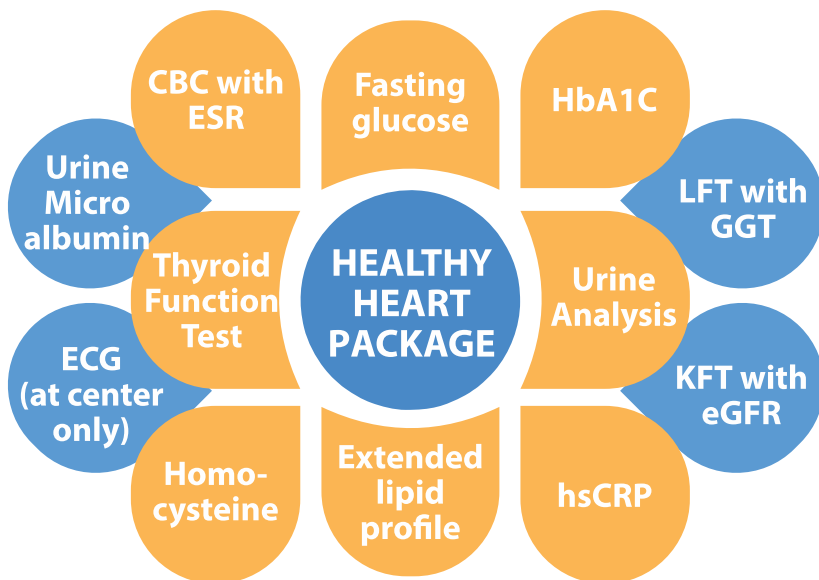 CBC with
ESR
Fasting
glucose
HbA1C
Urine
Micro
albumin
LFT with
GGT
Thyroid
Function
Test
HEALTHY
HEART
PACKAGE
Urine
Analysis
ECG
(at center
only)
KFT with
eGFR
Homo-
cysteine
Extended
lipid
profile
hsCRP